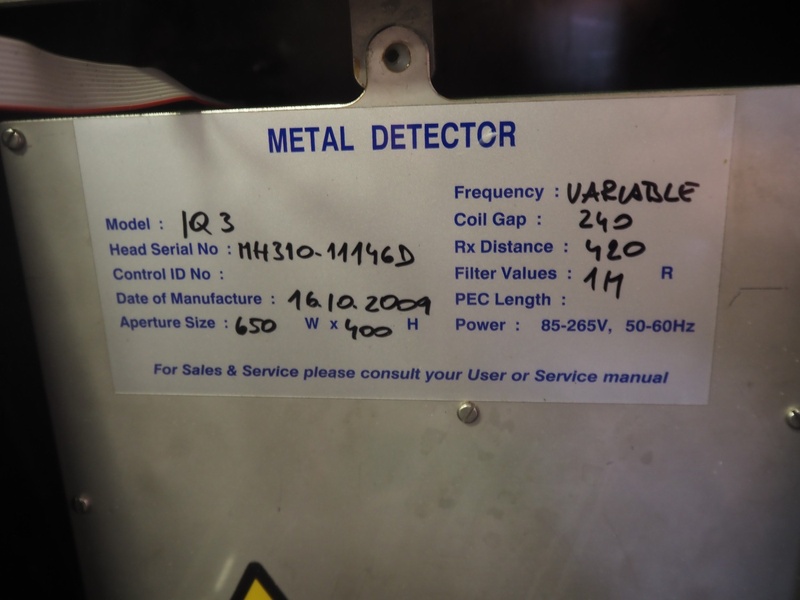 METAL DETECTOR
Model : IQ3
Head Serial No : MH310-11146D
Control ID No :
Date of Manufacture : 16.10.2009
Aperture Size : 650 W x 400 H
Frequency : VARIABLE
Coil Gap : 240
Rx Distance : 420
Filter Values : 1M R
PEC Length :
Power : 85-265V, 50-60Hz
For Sales & Service please consult your User or Service manual